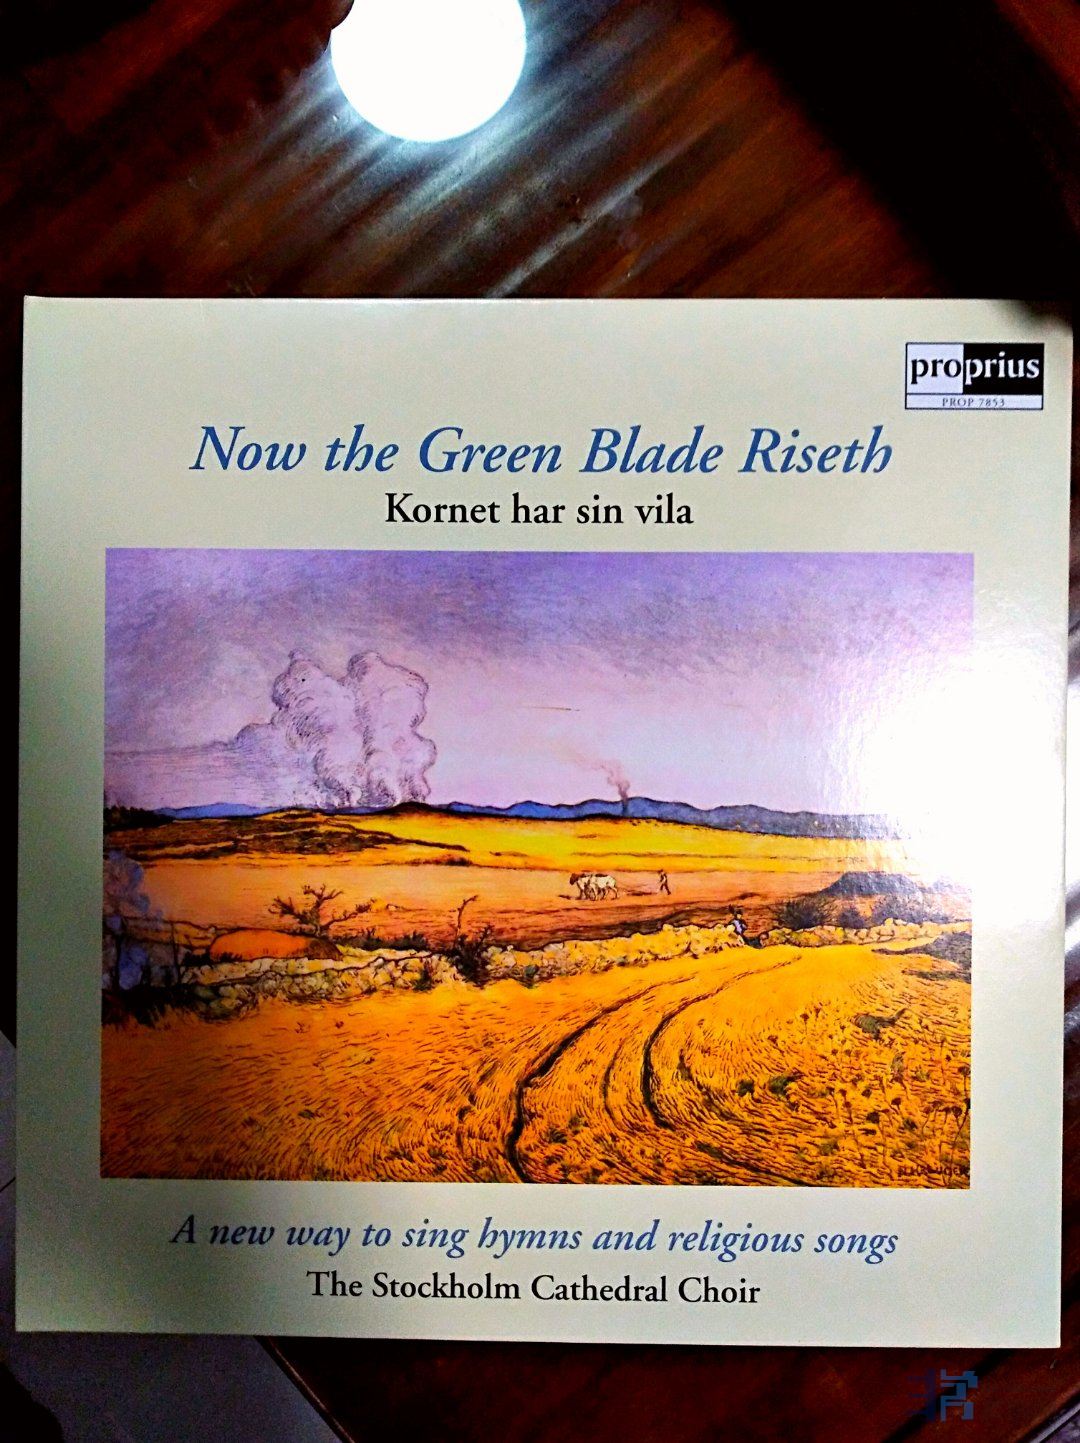 proprius
PROP 7853
Now the Green Blade Riseth
Kornet har sin vila
A new way to sing hymns and religious songs
The Stockholm Cathedral Choir